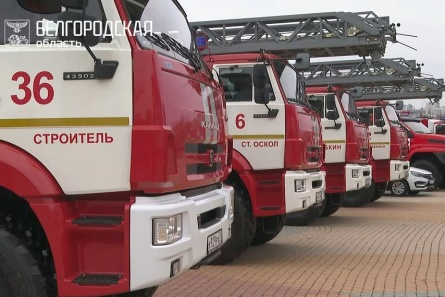 БЕЛГОРОДСКАЯ
область
36
43502
СТРОИТЕЛЬ
6
СТ. ОСКОЛ